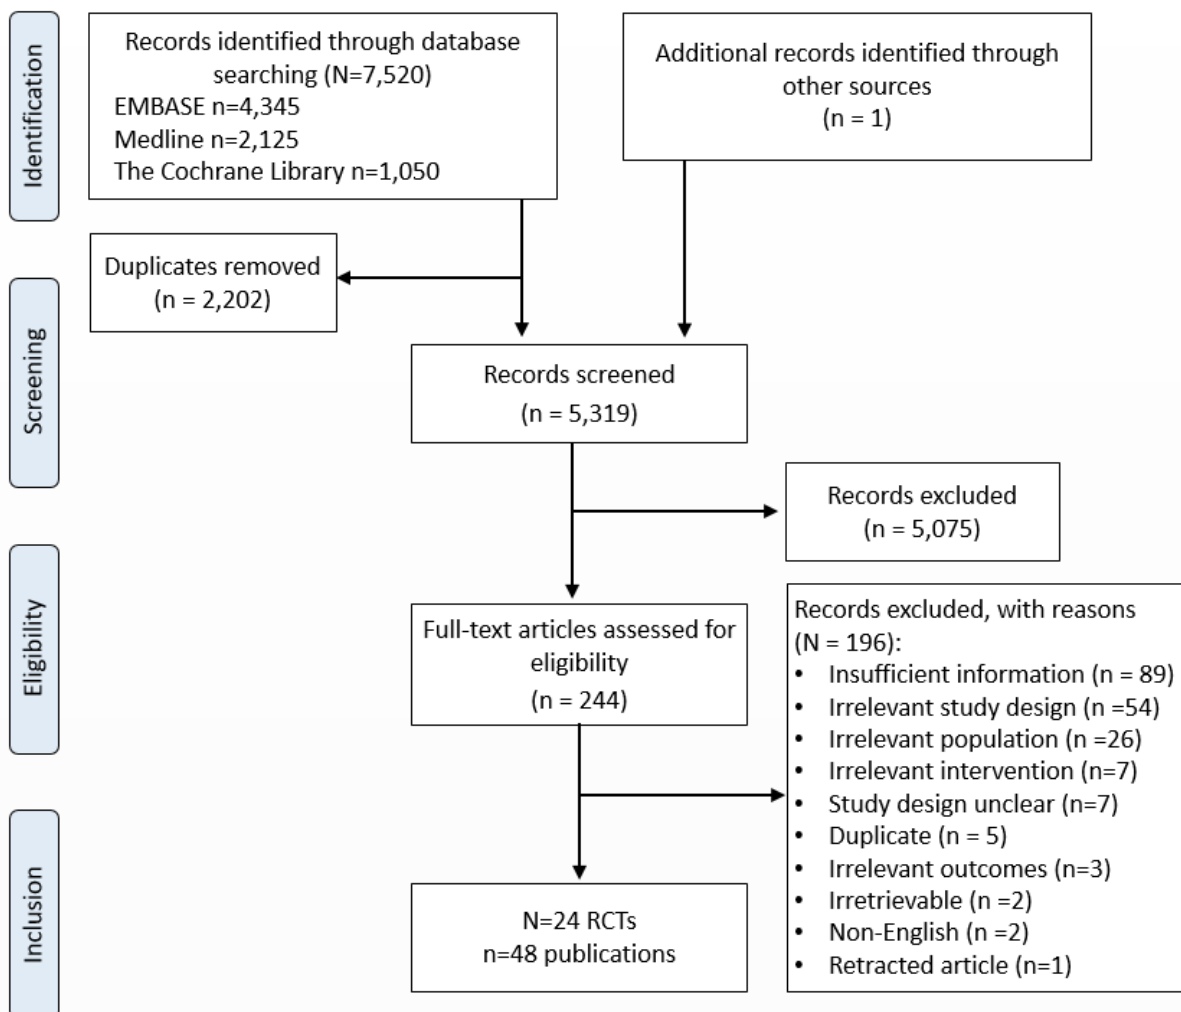 Identification
Records identified through database
searching (N=7,520)
EMBASE n=4,345
Medline n=2,125
The Cochrane Library n=1,050
Additional records identified through
other sources
(n = 1)
Duplicates removed
(n = 2,202)
Screening
Records screened
(n = 5,319)
Records excluded
(n = 5,075)
Eligibility
Full-text articles assessed for
eligibility
(n = 244)
Records excluded, with reasons
(N = 196):
• Insufficient information (n = 89)
• Irrelevant study design (n =54)
• Irrelevant population (n =26)
• Irrelevant intervention (n=7)
• Study design unclear (n=7)
• Duplicate (n = 5)
• Irrelevant outcomes (n=3)
• Irretrievable (n =2)
• Non-English (n =2)
• Retracted article (n=1)
Inclusion
N=24 RCTs
n=48 publications